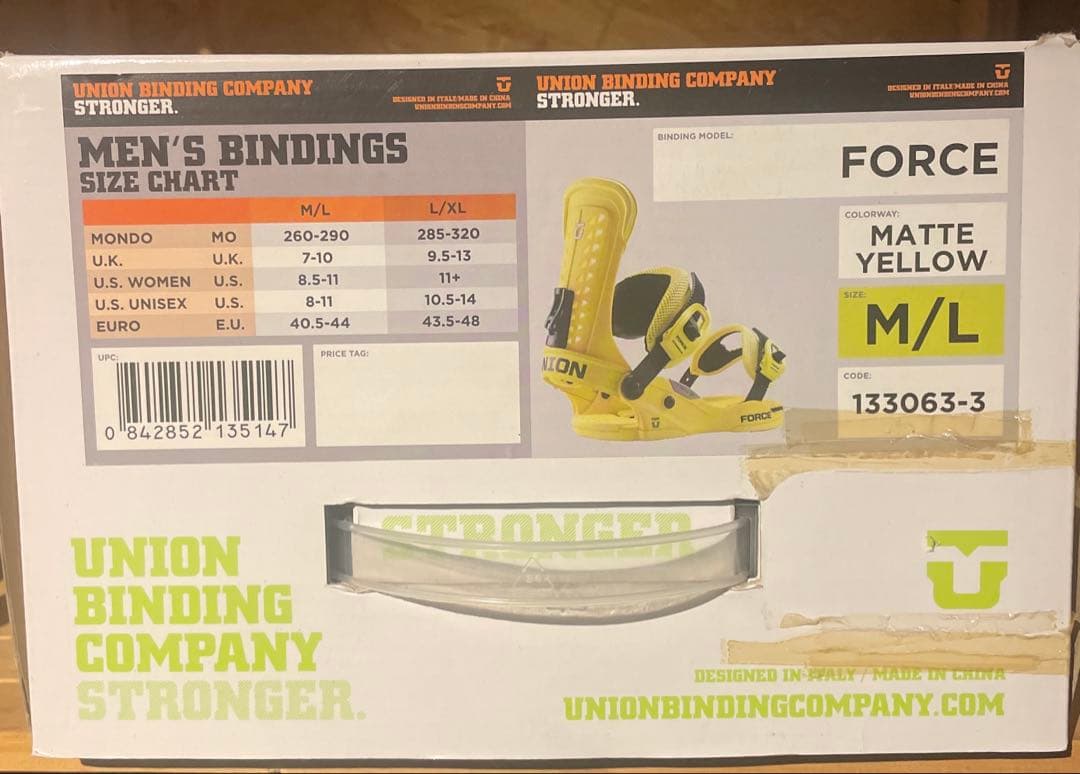 UNION BINDING COMPANY
STRONGER.
DESIGNED IN ITALY/MADE IN CHINA
UNIONBINDINGCOMPANY.COM
MEN'S BINDINGS
SIZE CHART
M/L L/XL
MONDO MO 260-290 285-320
U.K. U.K. 7-10 9.5-13
U.S. WOMEN U.S. 8.5-11 11+
U.S. UNISEX U.S. 8-11 10.5-14
EURO E.U. 40.5-44 43.5-48
UPC:
0 842852 135147
PRICE TAG:
UNION BINDING COMPANY
STRONGER.
DESIGNED IN ITALY/MADE IN CHINA
UNIONBINDINGCOMPANY.COM
BINDING MODEL:
FORCE
COLORWAY:
MATTE
YELLOW
SIZE:
M/L
CODE:
133063-3
NION
FORCE
STRONGER
UNION
BINDING
COMPANY
STRONGER.
DESIGNED IN ITALY / MADE IN CHINA
UNIONBINDINGCOMPANY.COM